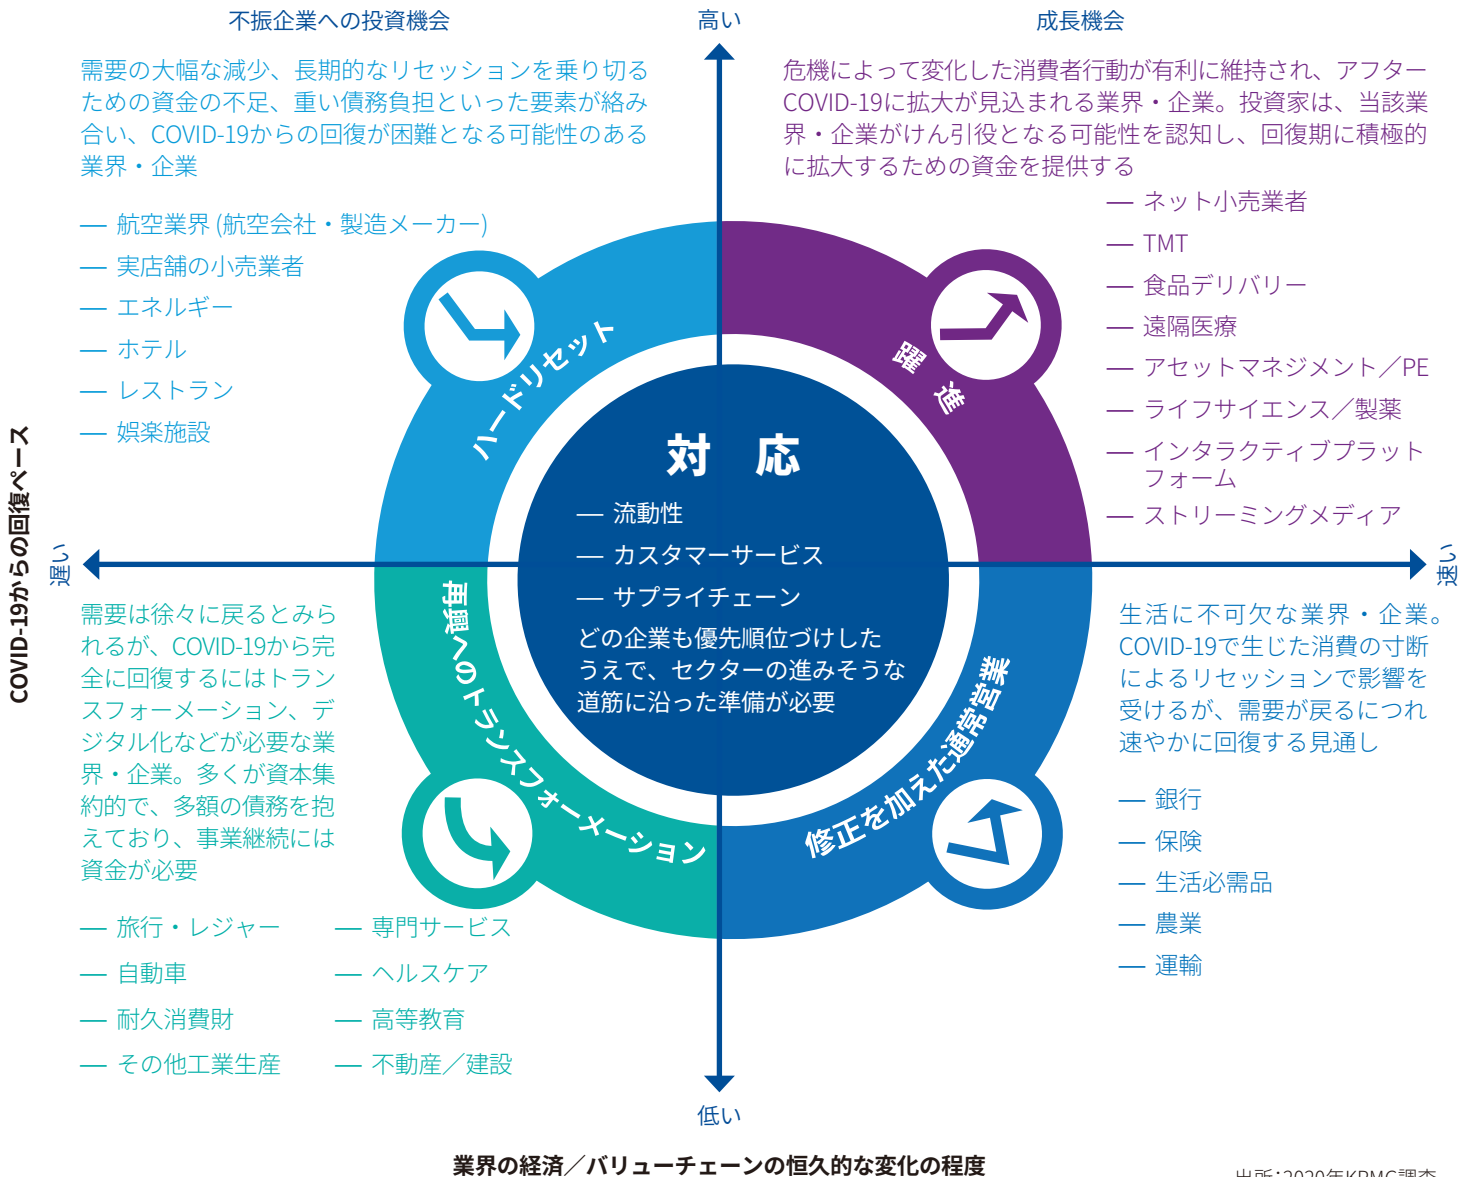 不振企業への投資機会
高い
成長機会
需要の大幅な減少、長期的なリセッションを乗り切る
ための資金の不足、重い債務負担といった要素が絡み
合い、COVID-19からの回復が困難となる可能性のある
業界・企業
— 航空業界 (航空会社・製造メーカー)
— 実店舗の小売業者
— エネルギー
— ホテル
— レストラン
— 娯楽施設
危機によって変化した消費者行動が有利に維持され、アフター
COVID-19に拡大が見込まれる業界・企業。投資家は、当該業
界・企業がけん引役となる可能性を認知し、回復期に積極的
に拡大するための資金を提供する
— ネット小売業者
— TMT
— 食品デリバリー
— 遠隔医療
— アセットマネジメント／PE
— ライフサイエンス／製薬
— インタラクティブプラット
フォーム
— ストリーミングメディア
ハードリセット
躍 進
対 応
— 流動性
— カスタマーサービス
— サプライチェーン
どの企業も優先順位づけした
うえで、セクターの進みそうな
道筋に沿った準備が必要
COVID-19からの回復ペース
遅い
速い
再興へのトランスフォーメーション
修正を加えた通常営業
需要は徐々に戻るとみら
れるが、COVID-19から完
全に回復するにはトラン
スフォーメーション、デ
ジタル化などが必要な業
界・企業。多くが資本集
約的で、多額の債務を抱
えており、事業継続には
資金が必要
— 旅行・レジャー
— 自動車
— 耐久消費財
— その他工業生産
— 専門サービス
— ヘルスケア
— 高等教育
— 不動産／建設
生活に不可欠な業界・企業。
COVID-19で生じた消費の寸断
によるリセッションで影響を
受けるが、需要が戻るにつれ
速やかに回復する見通し
— 銀行
— 保険
— 生活必需品
— 農業
— 運輸
低い
業界の経済／バリューチェーンの恒久的な変化の程度
出所：2020年KPMG調査